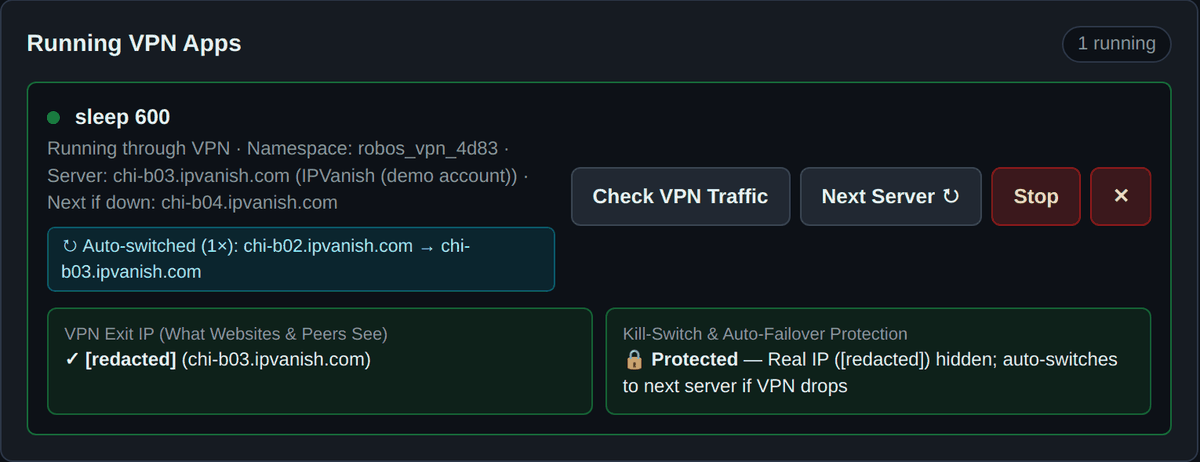 Running VPN Apps
1 running
sleep 600
Running through VPN · Namespace: robos_vpn_4d83 ·
Server: chi-b03.ipvanish.com (IPVanish (demo account)) ·
Next if down: chi-b04.ipvanish.com
↻ Auto-switched (1×): chi-b02.ipvanish.com → chi-
b03.ipvanish.com
Check VPN Traffic
Next Server ↻
Stop
✕
VPN Exit IP (What Websites & Peers See)
✓ [redacted] (chi-b03.ipvanish.com)
Kill-Switch & Auto-Failover Protection
🔒 Protected — Real IP ([redacted]) hidden; auto-switches
to next server if VPN drops